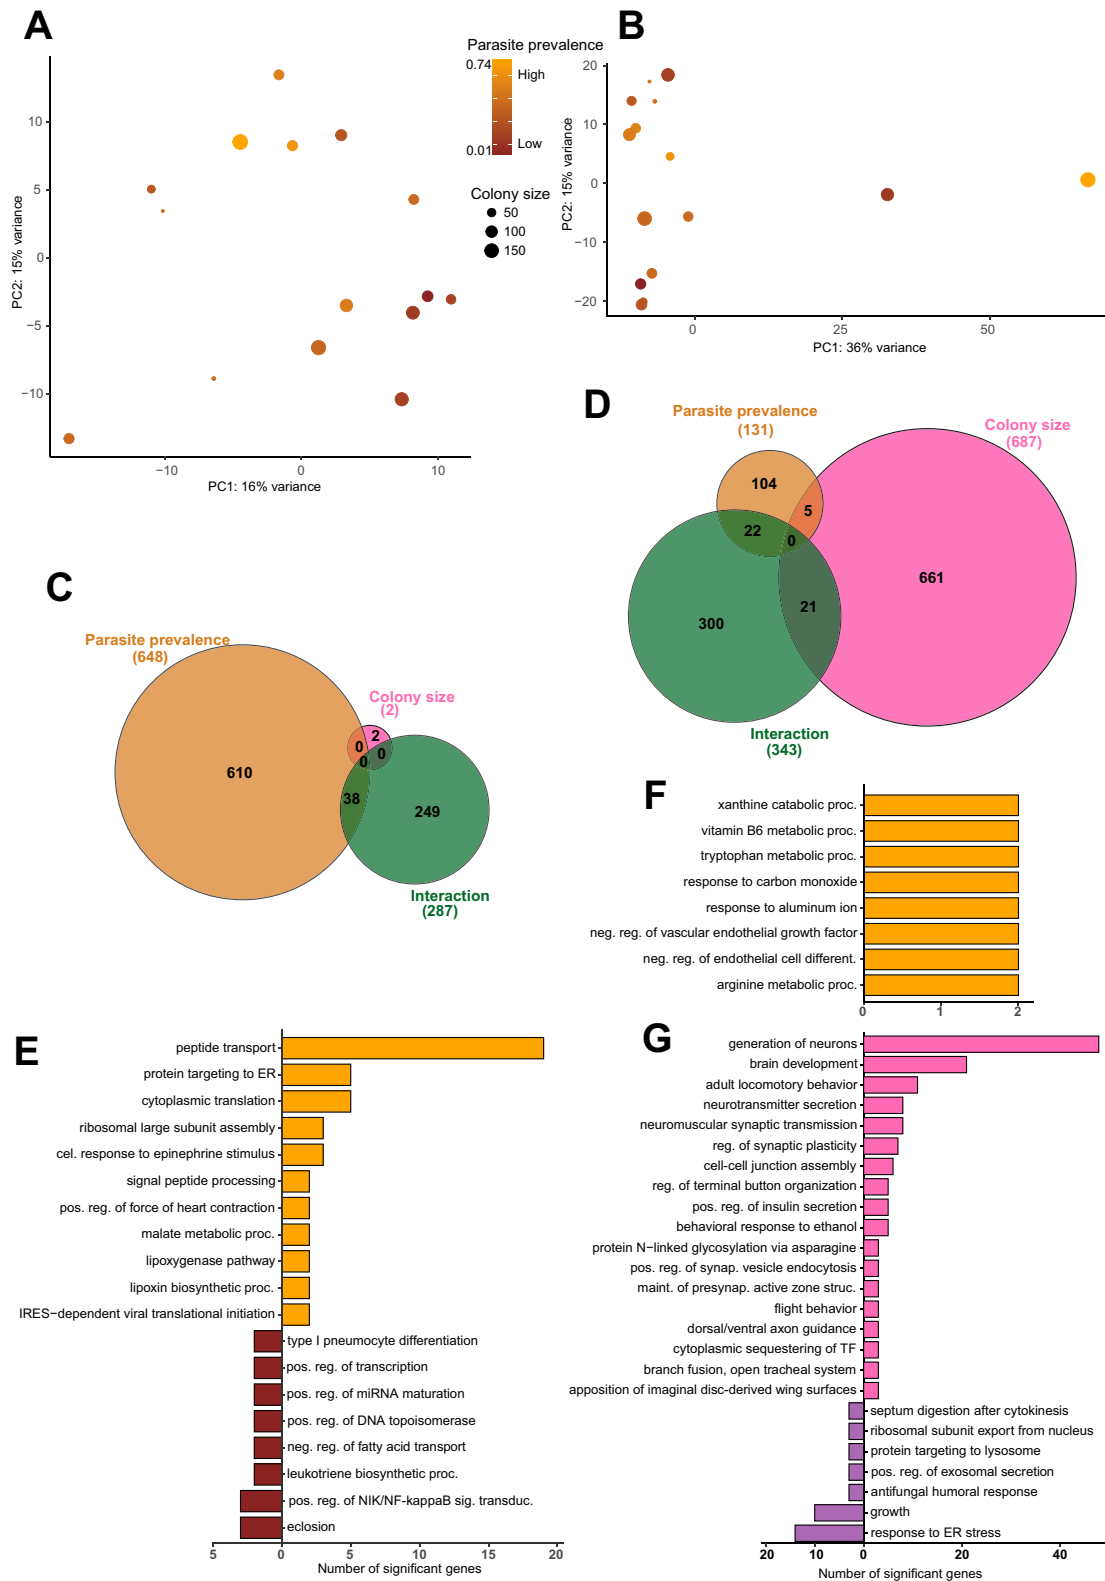 A
Parasite prevalence
0.74
High
Low
0.01
Colony size
50
100
150
10
5
0
−5
−10
PC2: 15% variance
−10
0
10
PC1: 16% variance
B
20
10
0
−10
−20
PC2: 15% variance
0
25
50
PC1: 36% variance
C
Parasite prevalence
(648)
Colony size
(2)
0
2
0
0
610
38
249
Interaction
(287)
D
Parasite prevalence
(131)
Colony size
(687)
104
5
22
0
661
21
300
Interaction
(343)
E
peptide transport
protein targeting to ER
cytoplasmic translation
ribosomal large subunit assembly
cel. response to epinephrine stimulus
signal peptide processing
pos. reg. of force of heart contraction
malate metabolic proc.
lipoxygenase pathway
lipoxin biosynthetic proc.
IRES−dependent viral translational initiation
type I pneumocyte differentiation
pos. reg. of transcription
pos. reg. of miRNA maturation
pos. reg. of DNA topoisomerase
neg. reg. of fatty acid transport
leukotriene biosynthetic proc.
pos. reg. of NIK/NF-kappaB sig. transduc.
eclosion
5
0
5
10
15
20
Number of significant genes
F
xanthine catabolic proc.
vitamin B6 metabolic proc.
tryptophan metabolic proc.
response to carbon monoxide
response to aluminum ion
neg. reg. of vascular endothelial growth factor
neg. reg. of endothelial cell different.
arginine metabolic proc.
0
1
2
G
generation of neurons
brain development
adult locomotory behavior
neurotransmitter secretion
neuromuscular synaptic transmission
reg. of synaptic plasticity
cell-cell junction assembly
reg. of terminal button organization
pos. reg. of insulin secretion
behavioral response to ethanol
protein N−linked glycosylation via asparagine
pos. reg. of synap. vesicle endocytosis
maint. of presynap. active zone struc.
flight behavior
dorsal/ventral axon guidance
cytoplasmic sequestering of TF
branch fusion, open tracheal system
apposition of imaginal disc-derived wing surfaces
septum digestion after cytokinesis
ribosomal subunit export from nucleus
protein targeting to lysosome
pos. reg. of exosomal secretion
antifungal humoral response
growth
response to ER stress
20
10
0
20
40
Number of significant genes